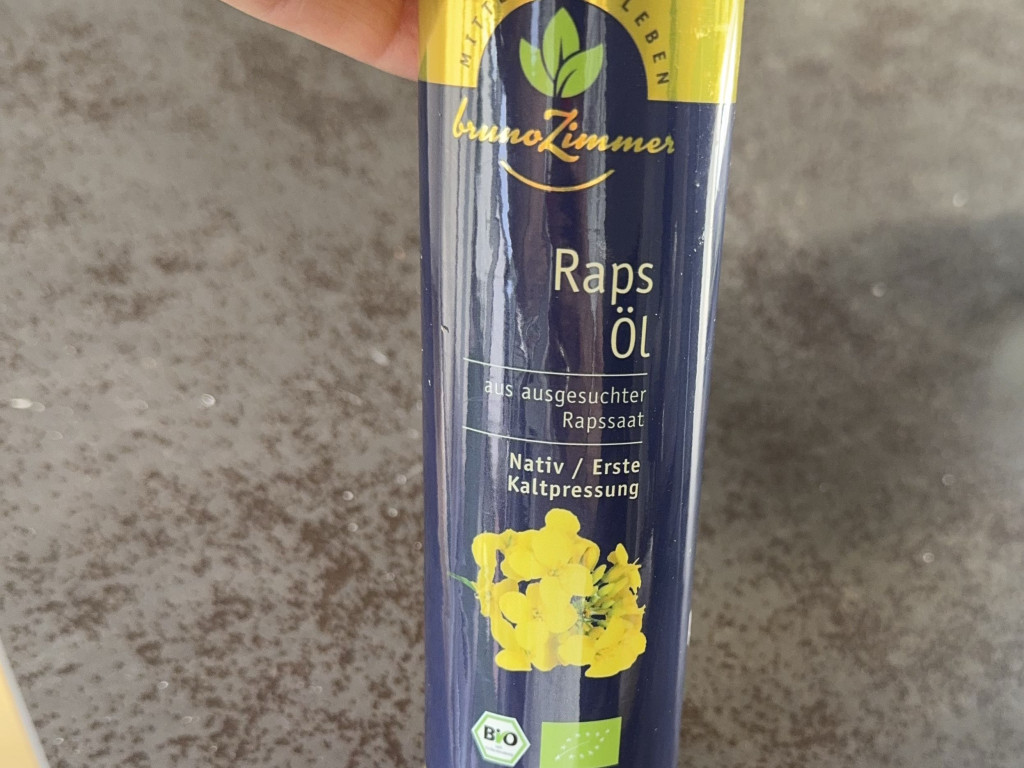 brunoZimmer
Raps
Öl
aus ausgesuchter
Rapssaat
Nativ / Erste
Kaltpressung
BIO